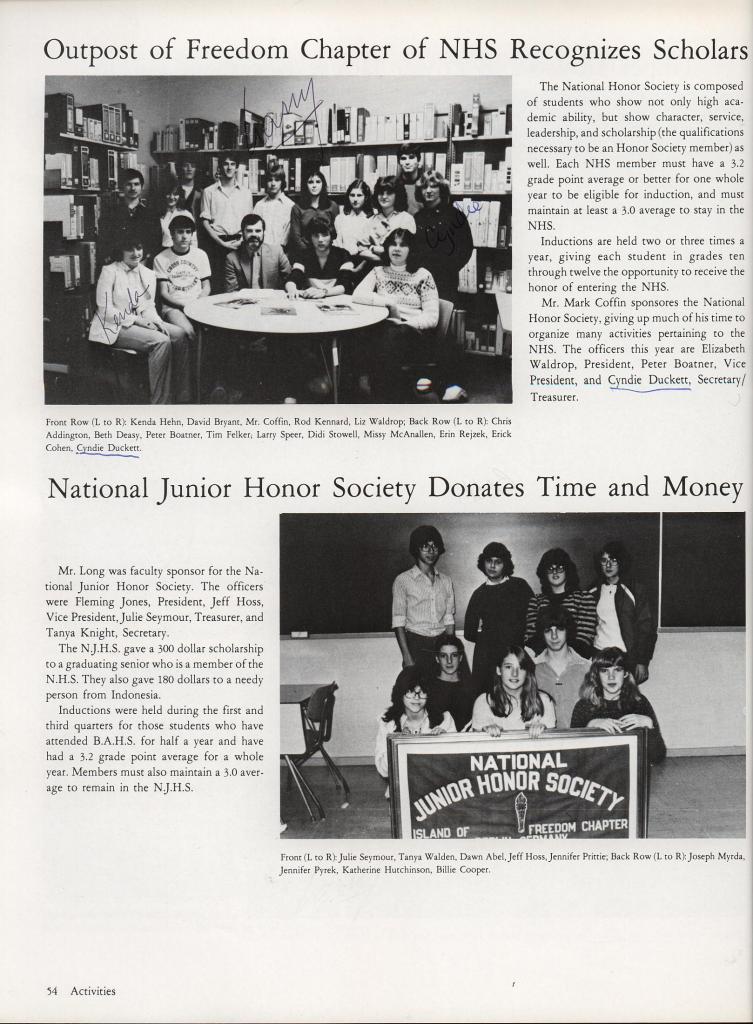 Outpost of Freedom Chapter of NHS Recognizes Scholars
Larry
Cyndie
Kenda
CROSS COUNTRY
The National Honor Society is composed
of students who show not only high aca-
demic ability, but show character, service,
leadership, and scholarship (the qualifications
necessary to be an Honor Society member) as
well. Each NHS member must have a 3.2
grade point average or better for one whole
year to be eligible for induction, and must
maintain at least a 3.0 average to stay in the
NHS.
Inductions are held two or three times a
year, giving each student in grades ten
through twelve the opportunity to receive the
honor of entering the NHS.
Mr. Mark Coffin sponsores the National
Honor Society, giving up much of his time to
organize many activities pertaining to the
NHS. The officers this year are Elizabeth
Waldrop, President, Peter Boatner, Vice
President, and Cyndie Duckett, Secretary/
Treasurer.
Front Row (L to R): Kenda Hehn, David Bryant, Mr. Coffin, Rod Kennard, Liz Waldrop; Back Row (L to R): Chris
Addington, Beth Deasy, Peter Boatner, Tim Felker, Larry Speer, Didi Stowell, Missy McAnallen, Erin Rejzek, Erick
Cohen, Cyndie Duckett.
National Junior Honor Society Donates Time and Money
Mr. Long was faculty sponsor for the Na-
tional Junior Honor Society. The officers
were Fleming Jones, President, Jeff Hoss,
Vice President, Julie Seymour, Treasurer, and
Tanya Knight, Secretary.
The N.J.H.S. gave a 300 dollar scholarship
to a graduating senior who is a member of the
N.H.S. They also gave 180 dollars to a needy
person from Indonesia.
Inductions were held during the first and
third quarters for those students who have
attended B.A.H.S. for half a year and have
had a 3.2 grade point average for a whole
year. Members must also maintain a 3.0 aver-
age to remain in the N.J.H.S.
NATIONAL
JUNIOR HONOR SOCIETY
ISLAND OF FREEDOM CHAPTER
BERLIN GERMANY
Front (L to R): Julie Seymour, Tanya Walden, Dawn Abel, Jeff Hoss, Jennifer Prittie; Back Row (L to R): Joseph Myrda,
Jennifer Pyrek, Katherine Hutchinson, Billie Cooper.
54 Activities